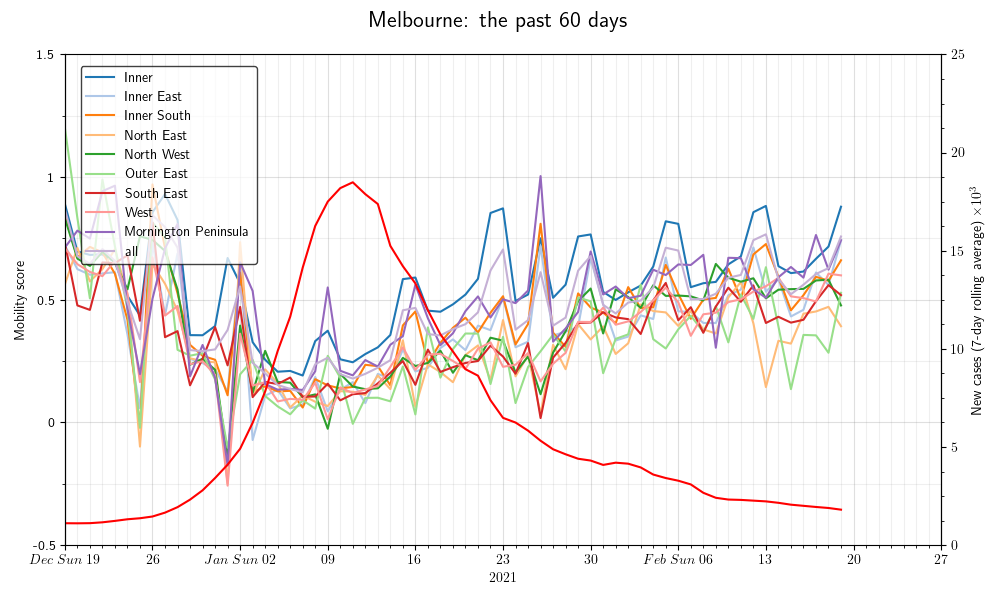 Melbourne: the past 60 days
1.5
1
0.5
0
-0.5
Mobility score
Inner
Inner East
Inner South
North East
North West
Outer East
South East
West
Mornington Peninsula
all
25
20
15
10
5
0
New cases (7-day rolling average) ×10³
Dec Sun 19
26
Jan Sun 02
09
16
23
30
Feb Sun 06
13
20
27
2021